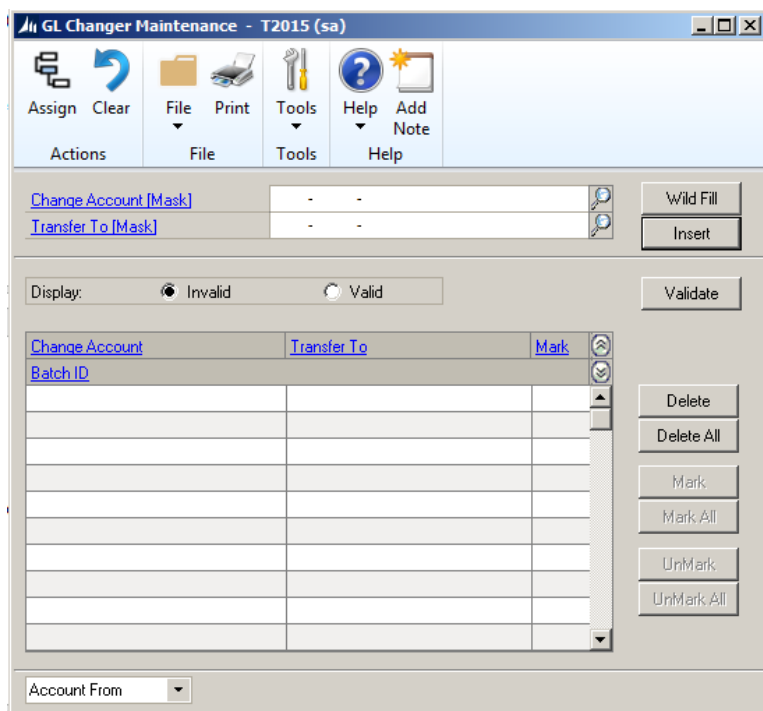 GL Changer Maintenance - T2015 (sa)
Assign Clear File Print Tools Help Add Note
Actions File Tools Help
Change Account [Mask] - - Wild Fill
Transfer To [Mask] - - Insert
Display: Invalid Valid Validate
Change Account Transfer To Mark
Batch ID
Delete
Delete All
Mark
Mark All
UnMark
UnMark All
Account From